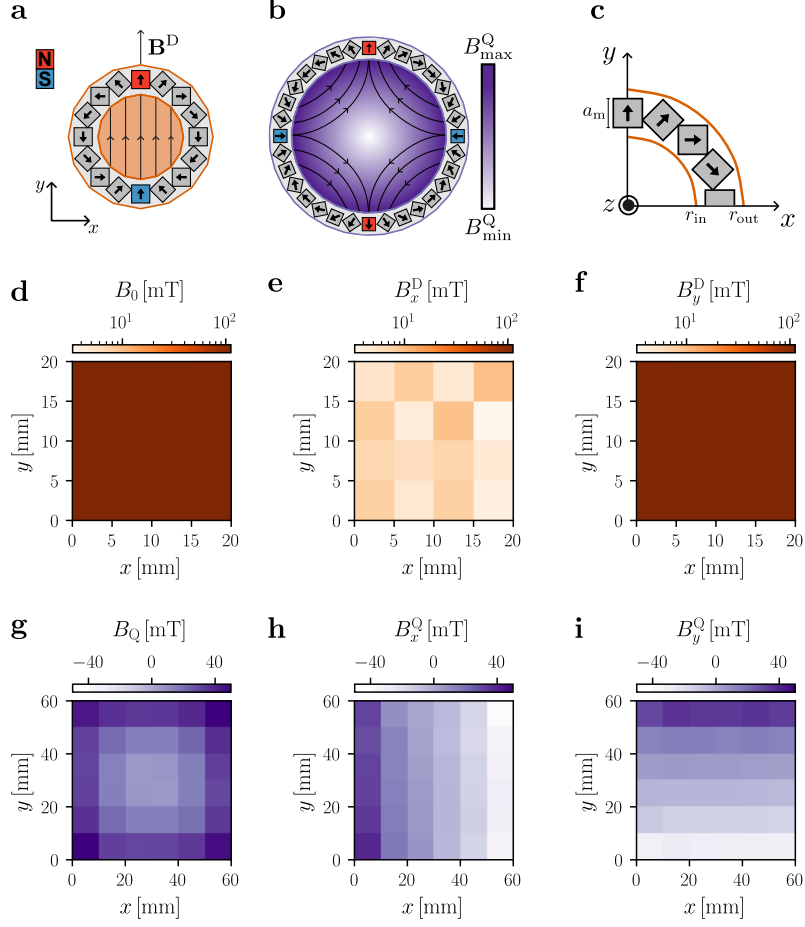 a
N
S
B^D
y
x
b
B^Q_max
B^Q_min
c
y
a_m
z
r_in
r_out
x
d
B_0 [mT]
10^1 10^2
20
15
10
5
0
y [mm]
0 5 10 15 20
x [mm]
e
B^D_x [mT]
10^1 10^2
20
15
10
5
0
y [mm]
0 5 10 15 20
x [mm]
f
B^D_y [mT]
10^1 10^2
20
15
10
5
0
y [mm]
0 5 10 15 20
x [mm]
g
B_Q [mT]
−40 0 40
60
40
20
0
y [mm]
0 20 40 60
x [mm]
h
B^Q_x [mT]
−40 0 40
60
40
20
0
y [mm]
0 20 40 60
x [mm]
i
B^Q_y [mT]
−40 0 40
60
40
20
0
y [mm]
0 20 40 60
x [mm]